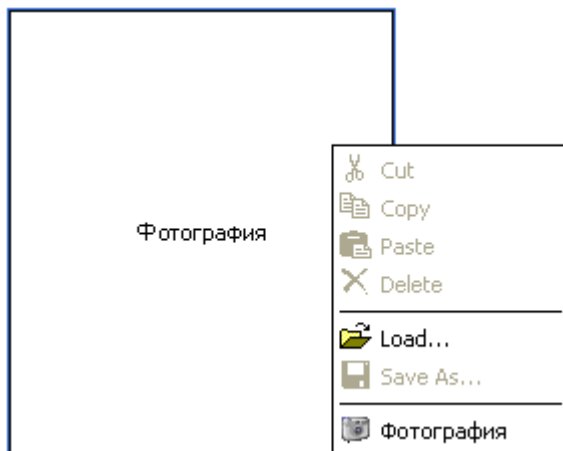 Фотография
Cut
Copy
Paste
Delete
Load...
Save As...
Фотография